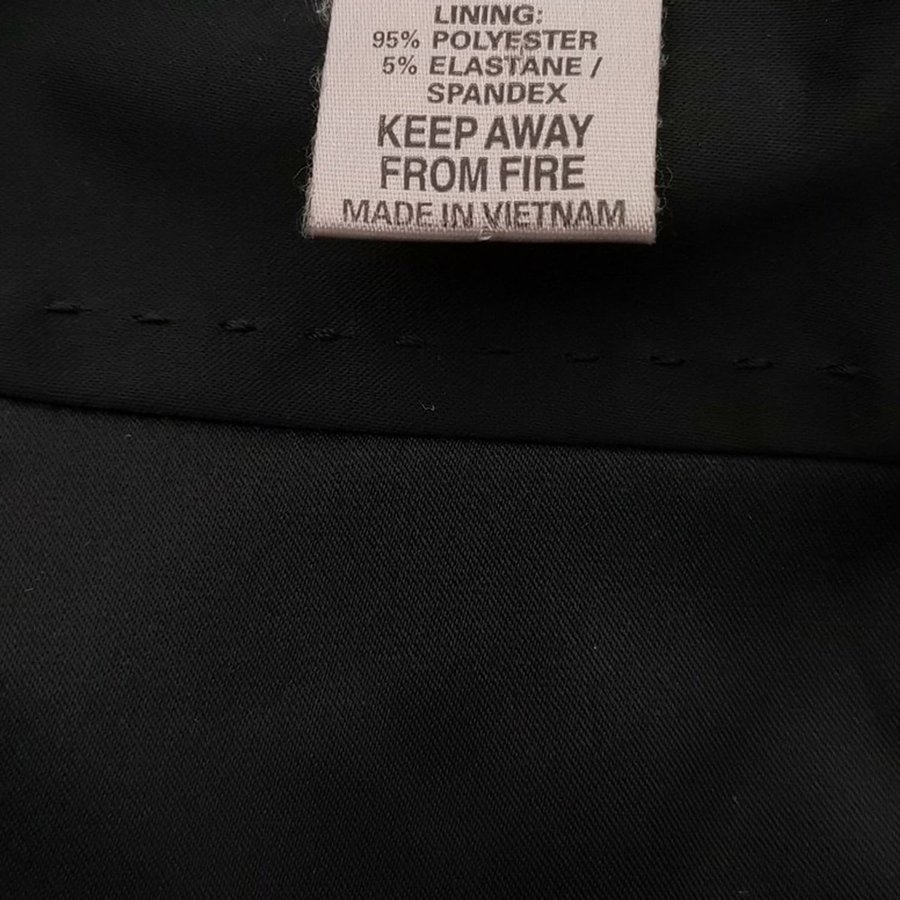 LINING:
95% POLYESTER
5% ELASTANE /
SPANDEX
KEEP AWAY
FROM FIRE
MADE IN VIETNAM